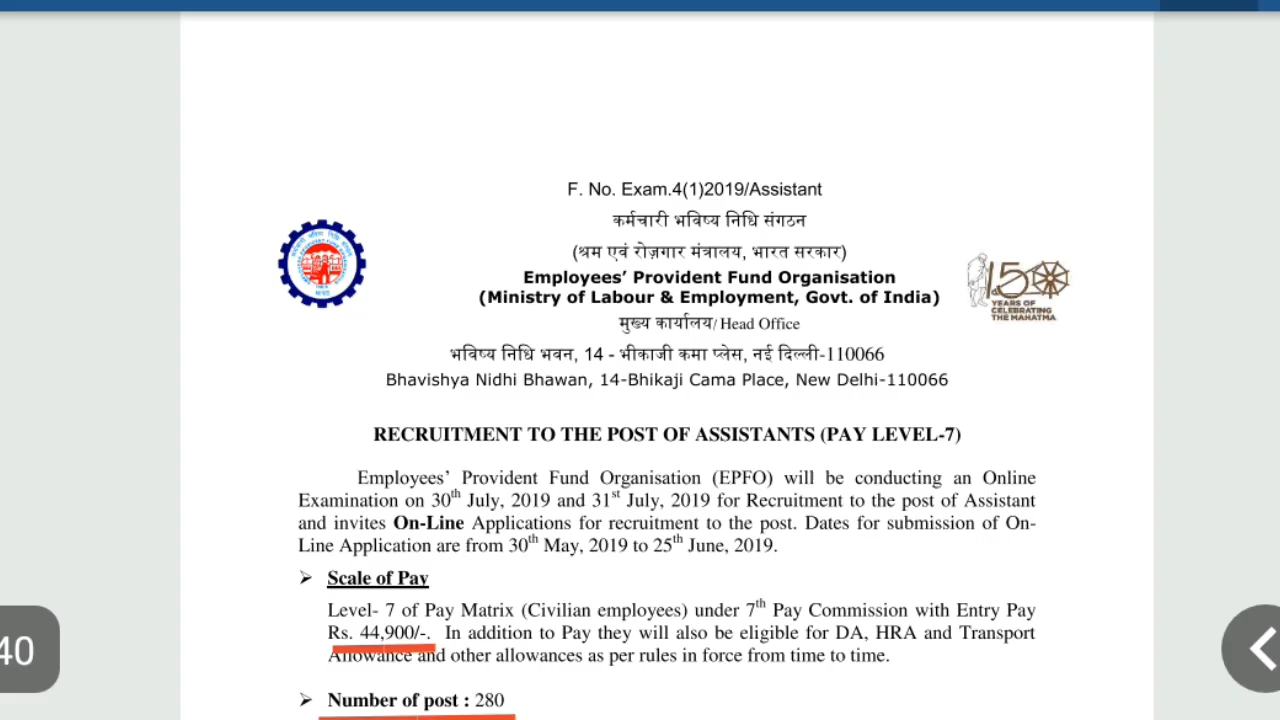 F. No. Exam.4(1)2019/Assistant
कर्मचारी भविष्य निधि संगठन
(श्रम एवं रोज़गार मंत्रालय, भारत सरकार)
Employees’ Provident Fund Organisation
(Ministry of Labour & Employment, Govt. of India)
मुख्य कार्यालय/ Head Office
भविष्य निधि भवन, 14 - भीकाजी कामा प्लेस, नई दिल्ली-110066
Bhavishya Nidhi Bhawan, 14-Bhikaji Cama Place, New Delhi-110066
150
YEARS OF
CELEBRATING
THE MAHATMA
RECRUITMENT TO THE POST OF ASSISTANTS (PAY LEVEL-7)
Employees’ Provident Fund Organisation (EPFO) will be conducting an Online
Examination on 30th July, 2019 and 31st July, 2019 for Recruitment to the post of Assistant
and invites On-Line Applications for recruitment to the post. Dates for submission of On-
Line Application are from 30th May, 2019 to 25th June, 2019.
➢ Scale of Pay
Level- 7 of Pay Matrix (Civilian employees) under 7th Pay Commission with Entry Pay
Rs. 44,900/-. In addition to Pay they will also be eligible for DA, HRA and Transport
Allowance and other allowances as per rules in force from time to time.
40
➢ Number of post : 280